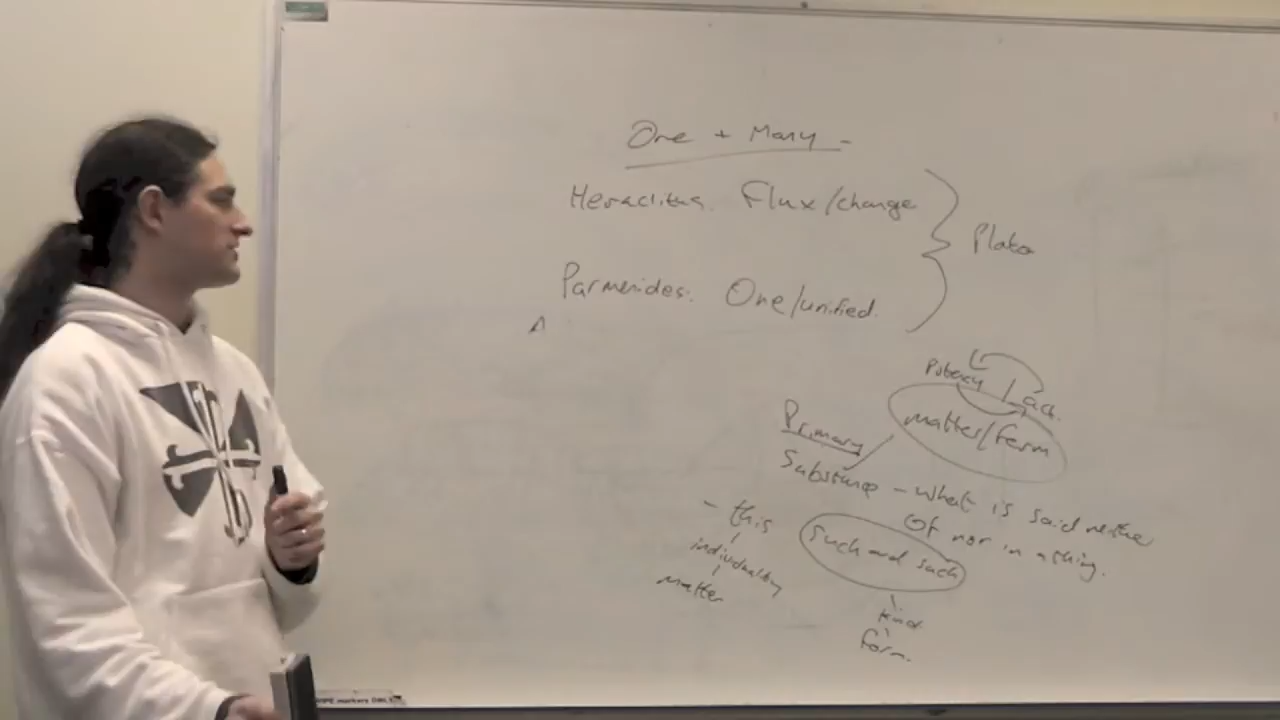 One + Many -
Heraclitus. Flux/change
Plato
Parmenides: One/unified.
A
Potency / act.
matter/form
Primary
Substance - what is said neither
of nor in a thing.
- this such and such
individuality
matter
kind.
form.